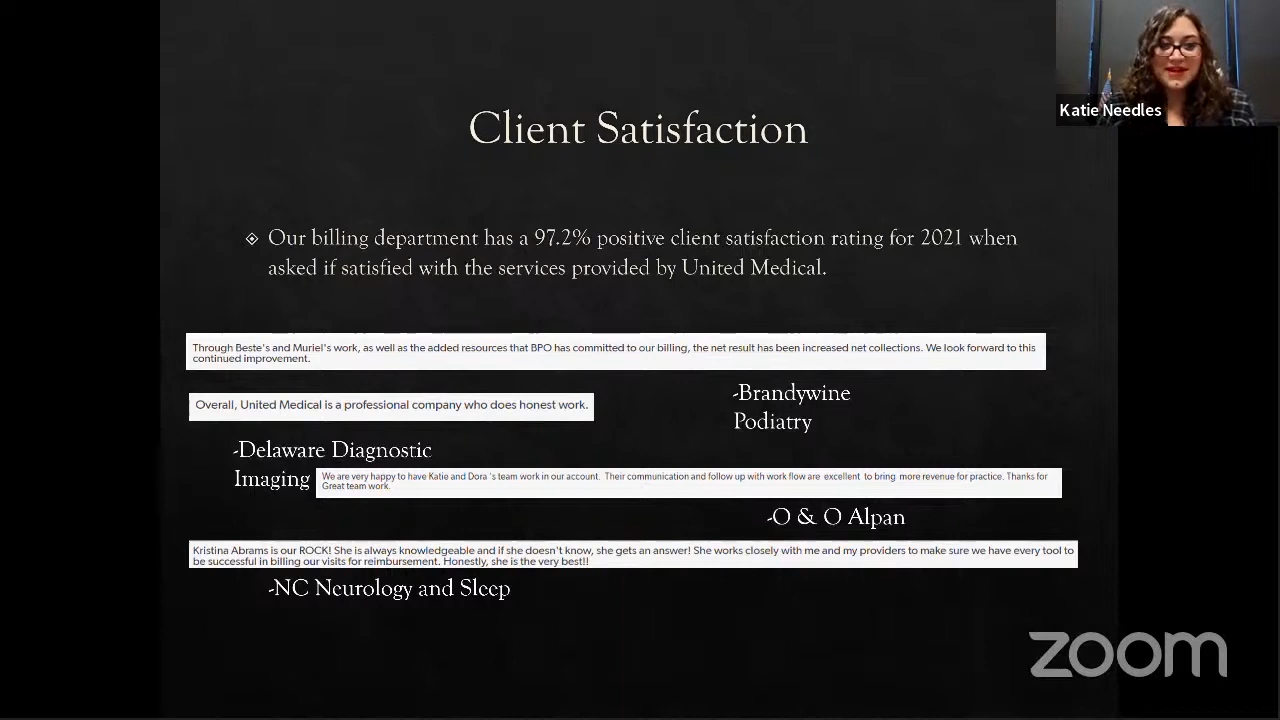 Katie Needles
Client Satisfaction
Our billing department has a 97.2% positive client satisfaction rating for 2021 when
asked if satisfied with the services provided by United Medical.
Through Beste's and Muriel's work, as well as the added resources that BPO has committed to our billing, the net result has been increased net collections. We look forward to this
continued improvement.
-Brandywine
Podiatry
Overall, United Medical is a professional company who does honest work.
-Delaware Diagnostic
Imaging
We are very happy to have Katie and Dora 's team work in our account. Their communication and follow up with work flow are excellent to bring more revenue for practice. Thanks for
Great team work.
-O & O Alpan
Kristina Abrams is our ROCK! She is always knowledgeable and if she doesn't know, she gets an answer! She works closely with me and my providers to make sure we have every tool to
be successful in billing our visits for reimbursement. Honestly, she is the very best!!
-NC Neurology and Sleep
zoom